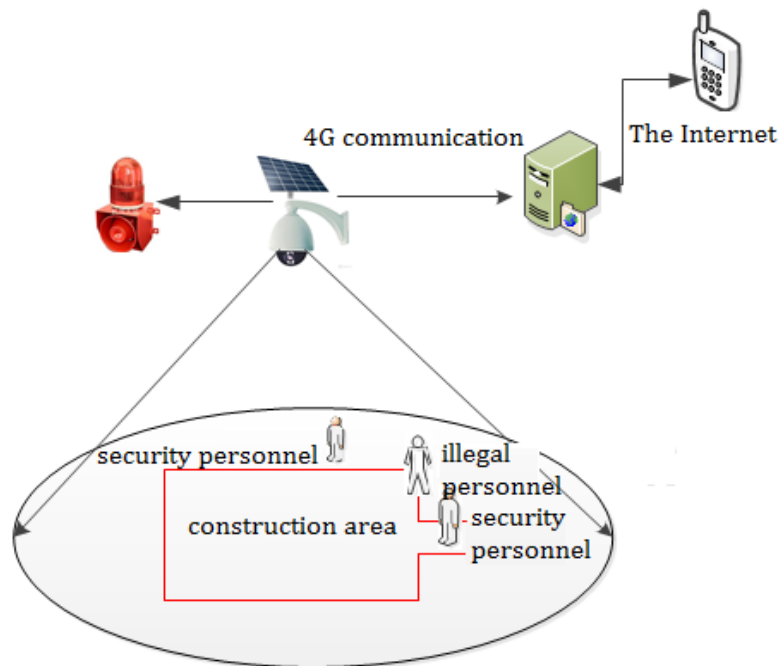 4G communication
The Internet
security personnel
illegal
personnel
construction area
security
personnel